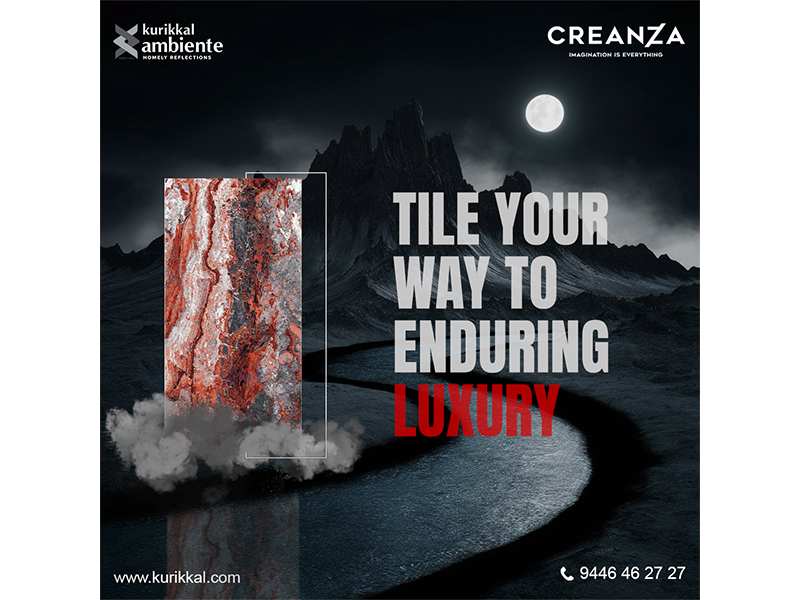 kurikkal
ambiente
HOMELY REFLECTIONS
CREANZA
IMAGINATION IS EVERYTHING
TILE YOUR
WAY TO
ENDURING
LUXURY
www.kurikkal.com
9446 46 27 27